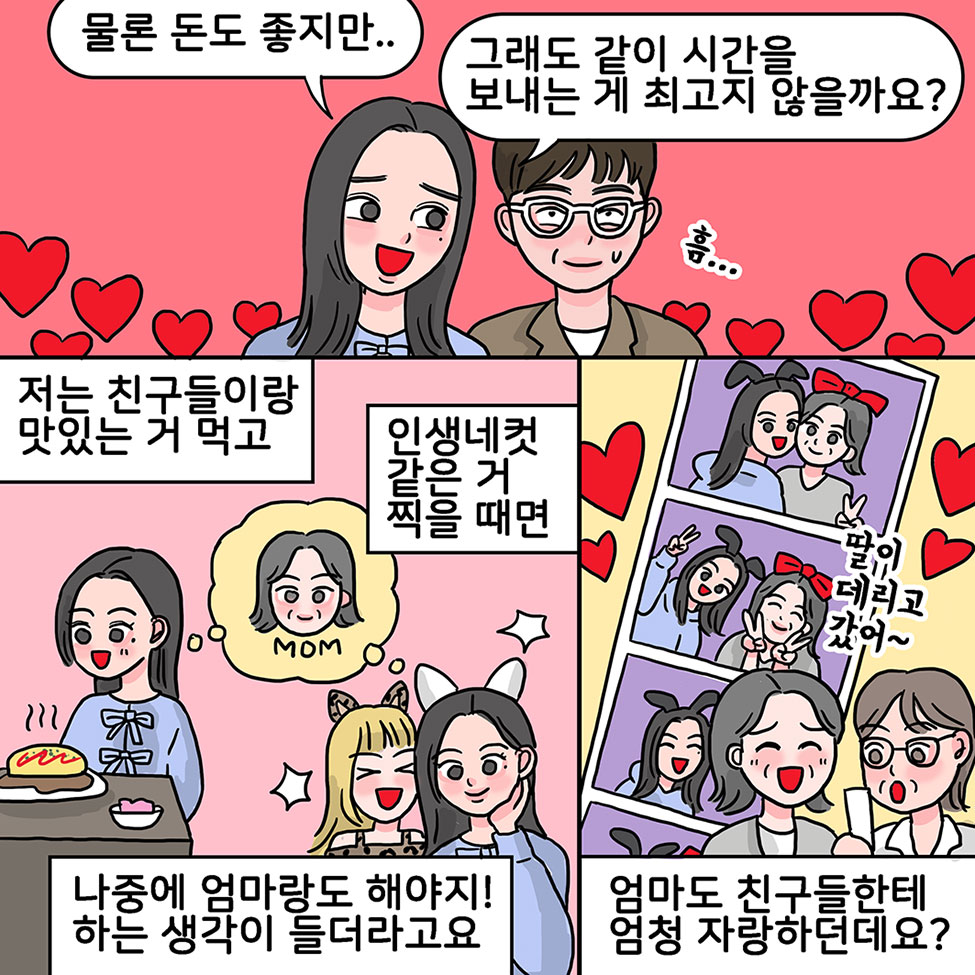 물론 돈도 좋지만..
그래도 같이 시간을
보내는 게 최고지 않을까요?
흠...
저는 친구들이랑
맛있는 거 먹고
인생네컷
같은 거
찍을 때면
MOM
나중에 엄마랑도 해야지!
하는 생각이 들더라고요
딸이
데리고
갔어~
엄마도 친구들한테
엄청 자랑하던데요?